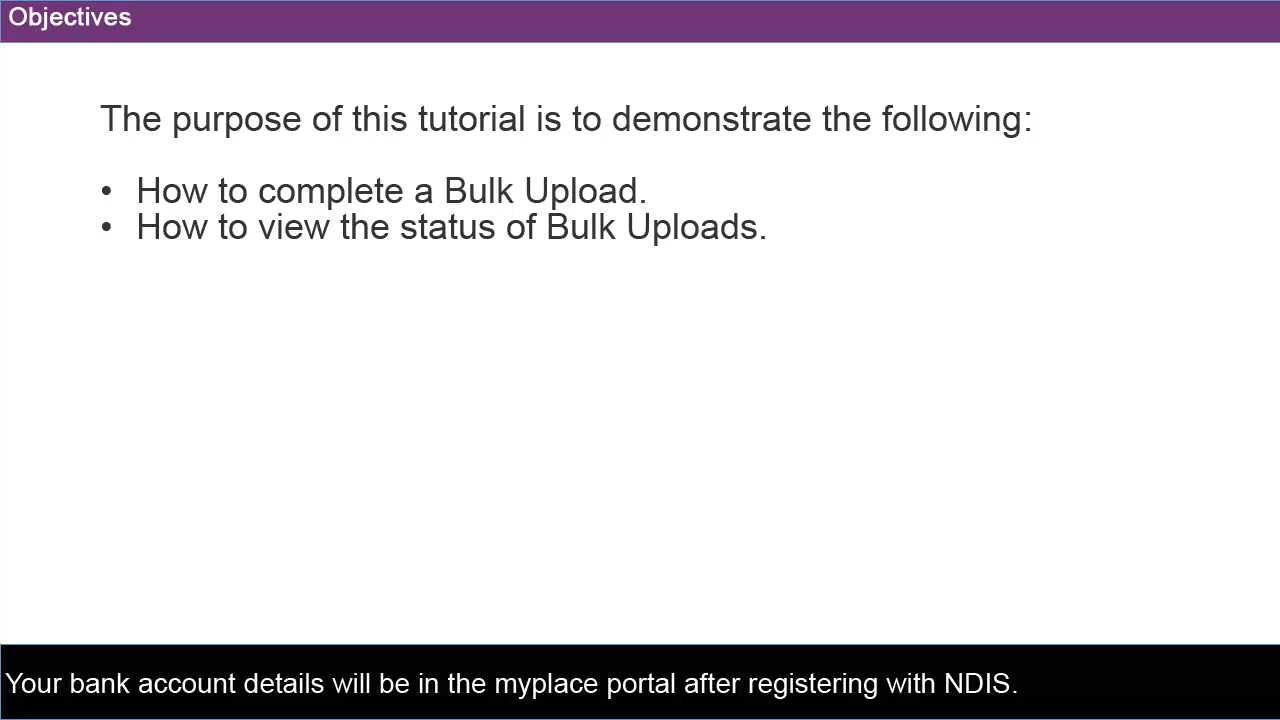 Objectives
The purpose of this tutorial is to demonstrate the following:
• How to complete a Bulk Upload.
• How to view the status of Bulk Uploads.
Your bank account details will be in the myplace portal after registering with NDIS.